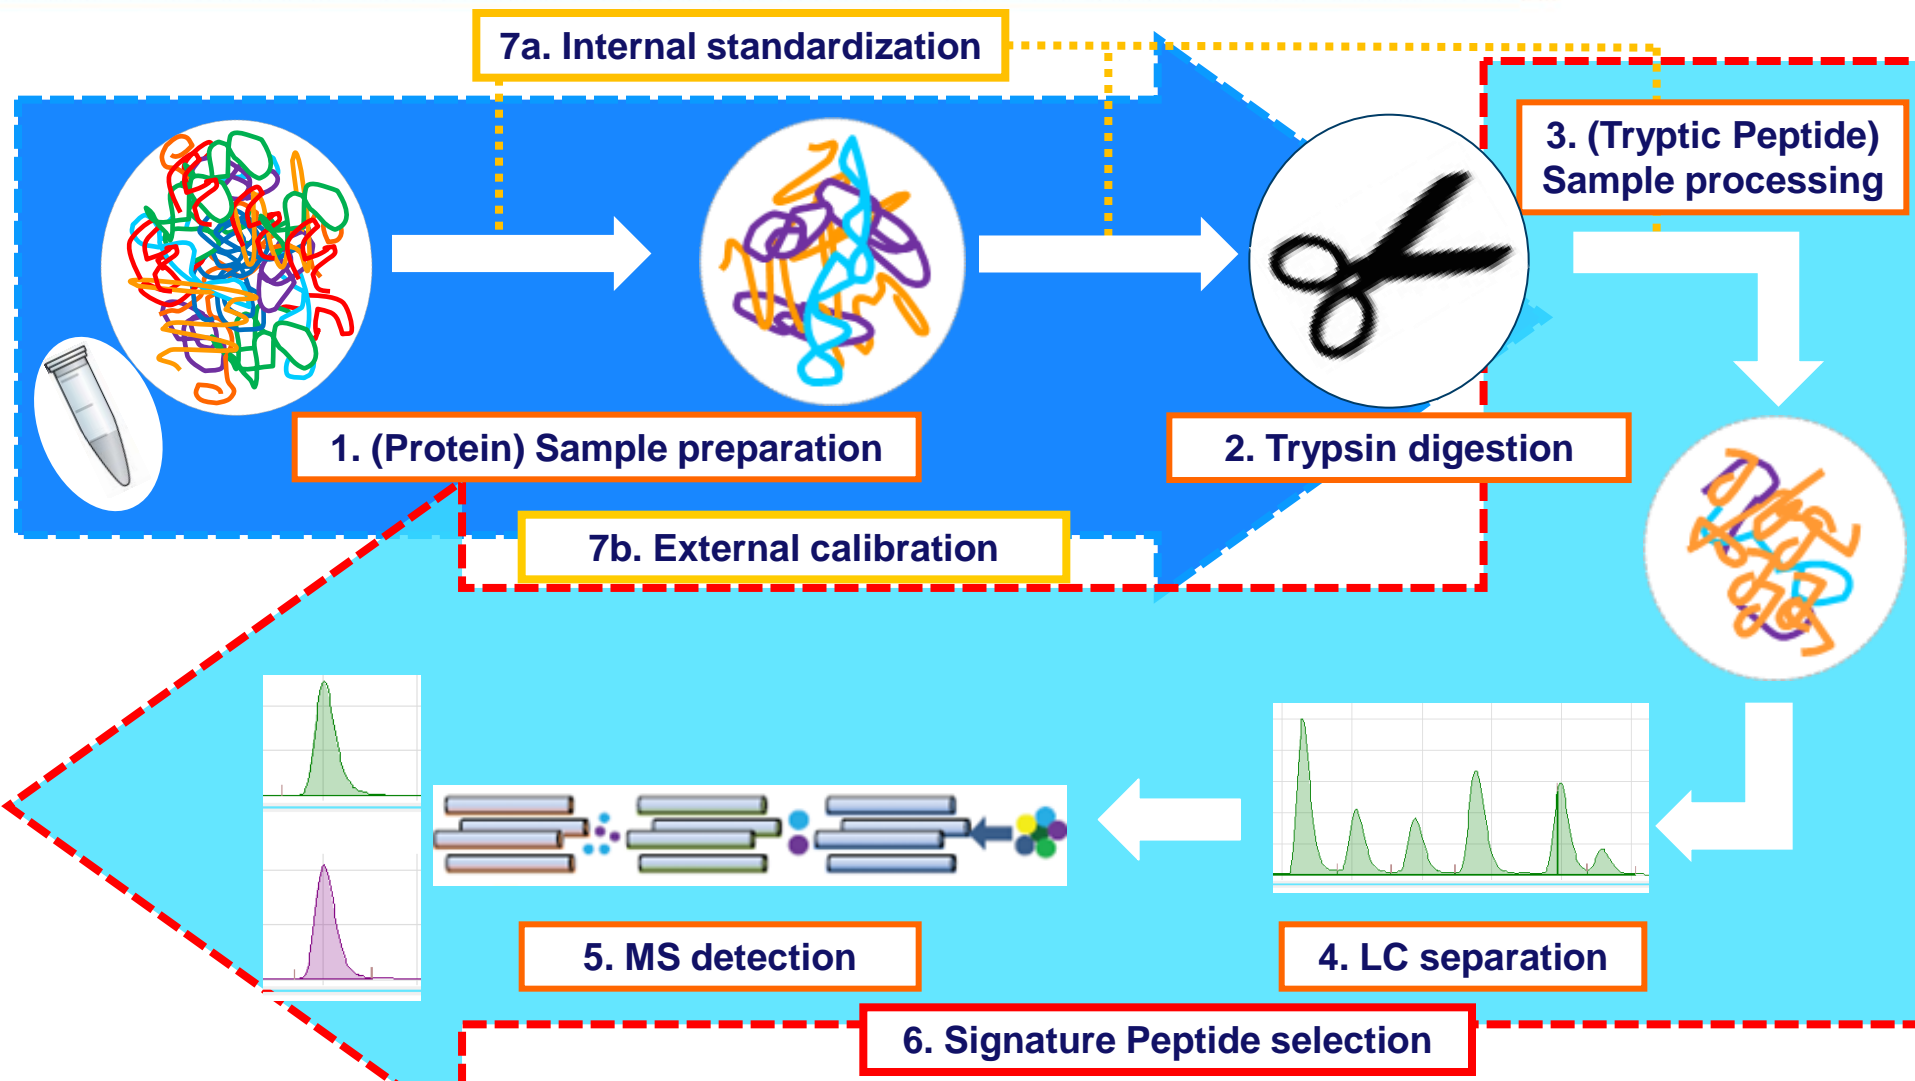 7a. Internal standardization
3. (Tryptic Peptide)
Sample processing
1. (Protein) Sample preparation
2. Trypsin digestion
7b. External calibration
5. MS detection
4. LC separation
6. Signature Peptide selection